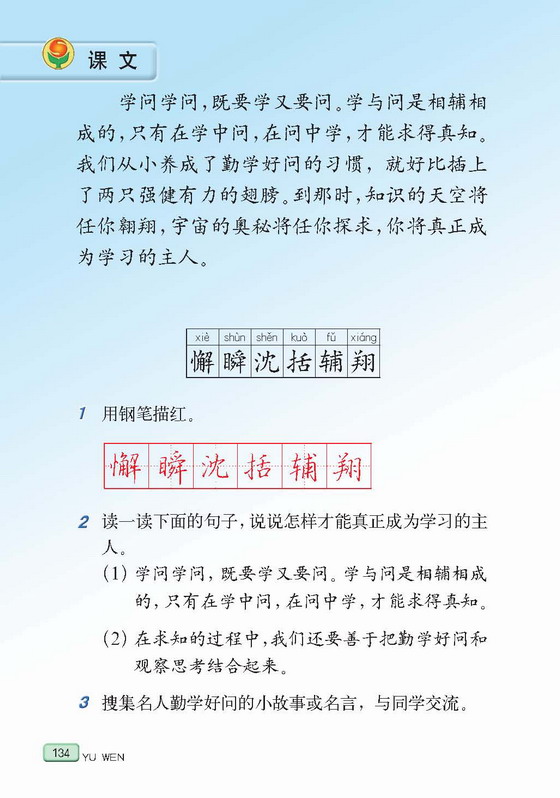 课文
学问学问，既要学又要问。学与问是相辅相
成的，只有在学中问，在问中学，才能求得真知。
我们从小养成了勤学好问的习惯，就好比插上
了两只强健有力的翅膀。到那时，知识的天空将
任你翱翔，宇宙的奥秘将任你探求，你将真正成
为学习的主人。
xiè shùn shěn kuò fǔ xiáng
懈 瞬 沈 括 辅 翔
1 用钢笔描红。
懈 瞬 沈 括 辅 翔
2 读一读下面的句子，说说怎样才能真正成为学习的主
人。
(1) 学问学问，既要学又要问。学与问是相辅相成
的，只有在学中问，在问中学，才能求得真知。
(2) 在求知的过程中，我们还要善于把勤学好问和
观察思考结合起来。
3 搜集名人勤学好问的小故事或名言，与同学交流。
134 YU WEN